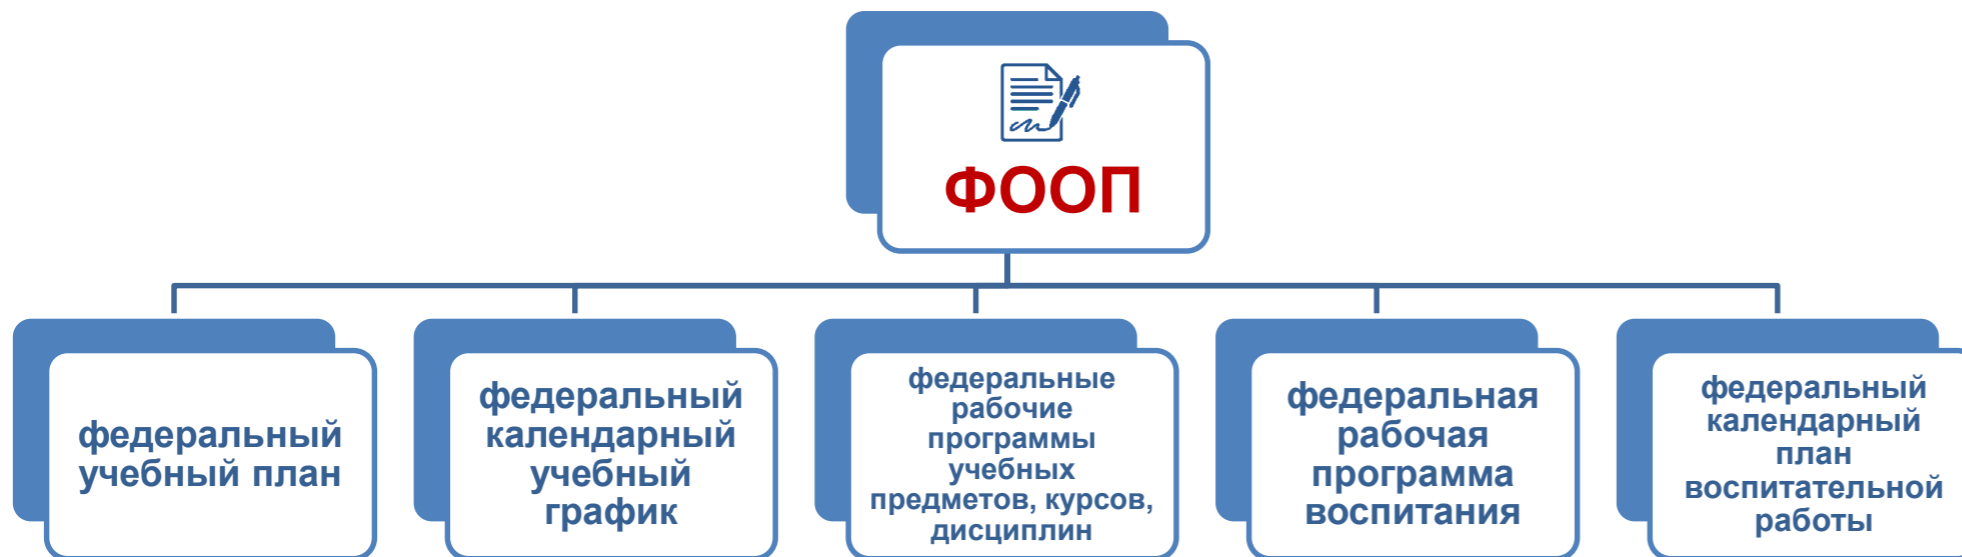 ФООП
федеральный
учебный план
федеральный
календарный
учебный
график
федеральные
рабочие
программы
учебных
предметов, курсов,
дисциплин
федеральная
рабочая
программа
воспитания
федеральный
календарный
план
воспитательной
работы